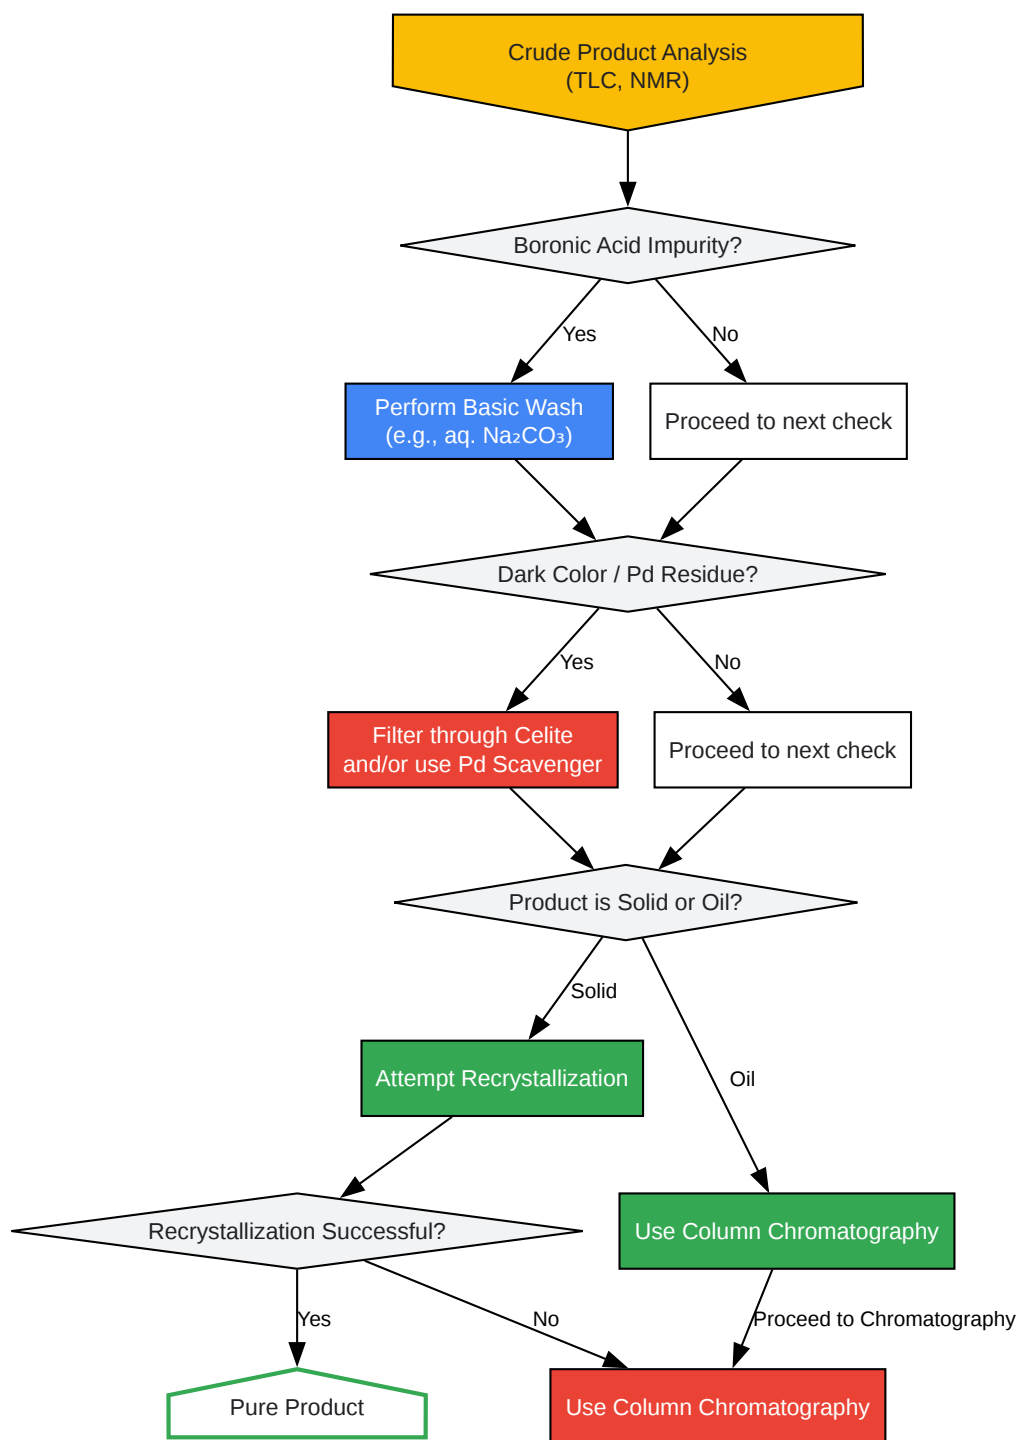 Crude Product Analysis
(TLC, NMR)
Boronic Acid Impurity?
Yes
No
Perform Basic Wash
(e.g., aq. Na₂CO₃)
Proceed to next check
Dark Color / Pd Residue?
Yes
No
Filter through Celite
and/or use Pd Scavenger
Proceed to next check
Product is Solid or Oil?
Solid
Attempt Recrystallization
Oil
Recrystallization Successful?
Use Column Chromatography
Yes
No
Proceed to Chromatography
Pure Product
Use Column Chromatography